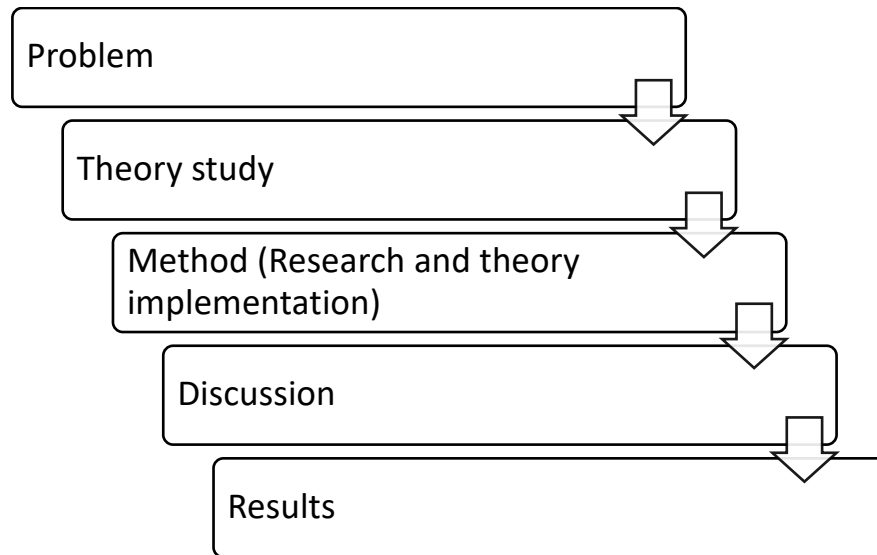 Problem
Theory study
Method (Research and theory
implementation)
Discussion
Results